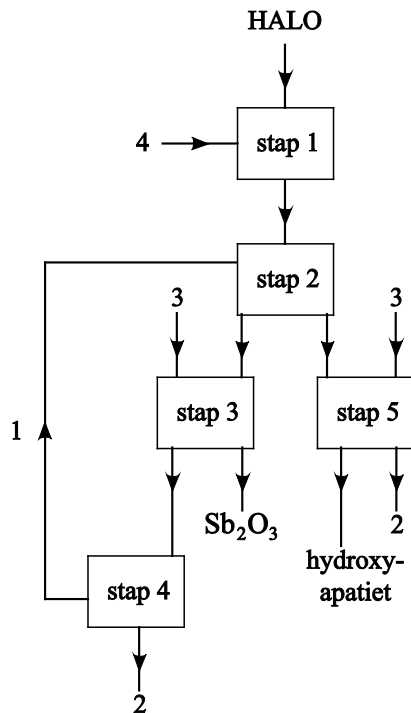 HALO
4
stap 1
stap 2
3
3
stap 3
stap 5
1
Sb₂O₃
2
hydroxy-
apatiet
stap 4
2